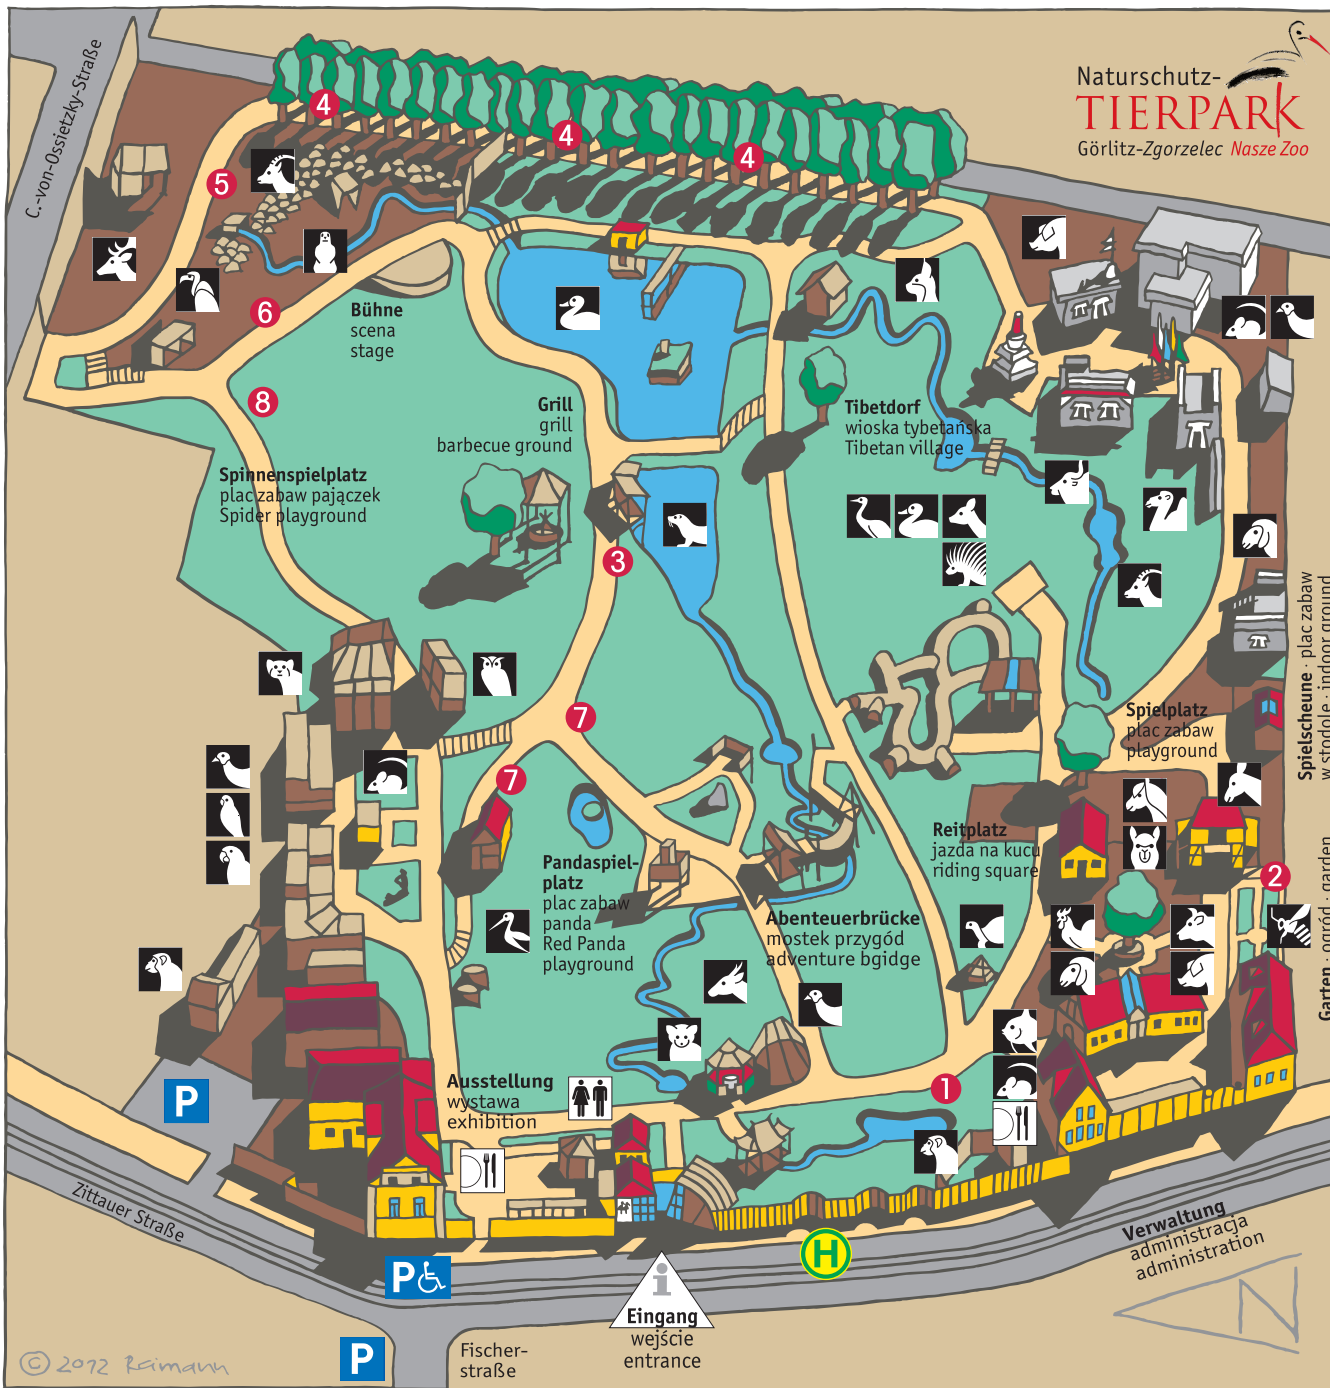 C.-von-Ossietzky-Straße
Naturschutz-
TIERPARK
Görlitz-Zgorzelec Nasze Zoo
4
4
4
5
6
Bühne
scena
stage
8
Grill
grill
barbecue ground
Tibetdorf
wioska tybetańska
Tibetan village
Spinnenspielplatz
plac zabaw pajączek
Spider playground
3
Spielscheune · plac zabaw
w stodole · indoor ground
7
Spielplatz
plac zabaw
playground
7
Reitplatz
jazda na kucu
riding square
2
Pandaspiel-
platz
plac zabaw
panda
Red Panda
playground
Abenteuerbrücke
mostek przygód
adventure bgidge
Garten · ogród · garden
Ausstellung
wystawa
exhibition
1
P
Zittauer Straße
Verwaltung
administracja
administration
H
P
i
Eingang
wejście
entrance
N
P
Fischer-
straße
© 2012 Raimann